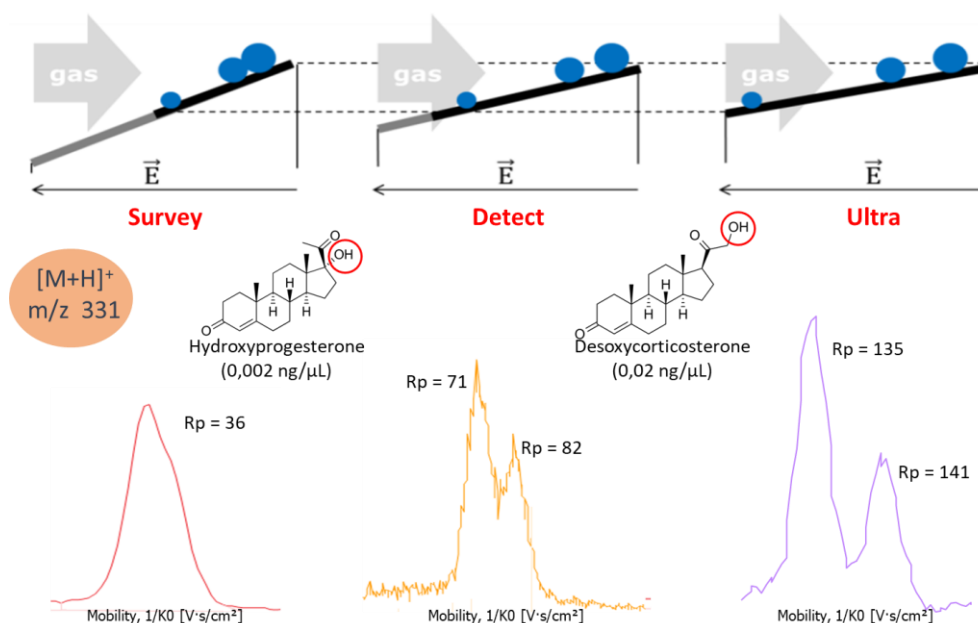 gas
gas
gas
E
E
E
Survey
Detect
Ultra
[M+H]+
m/z 331
O
OH
H
H
H
O
Hydroxyprogesterone
(0,002 ng/µL)
O
OH
H
H
H
H
O
Desoxycorticosterone
(0,02 ng/µL)
Rp = 36
Rp = 71
Rp = 82
Rp = 135
Rp = 141
Mobility, 1/K0 [V·s/cm²]
Mobility, 1/K0 [V·s/cm²]
Mobility, 1/K0 [V·s/cm²]